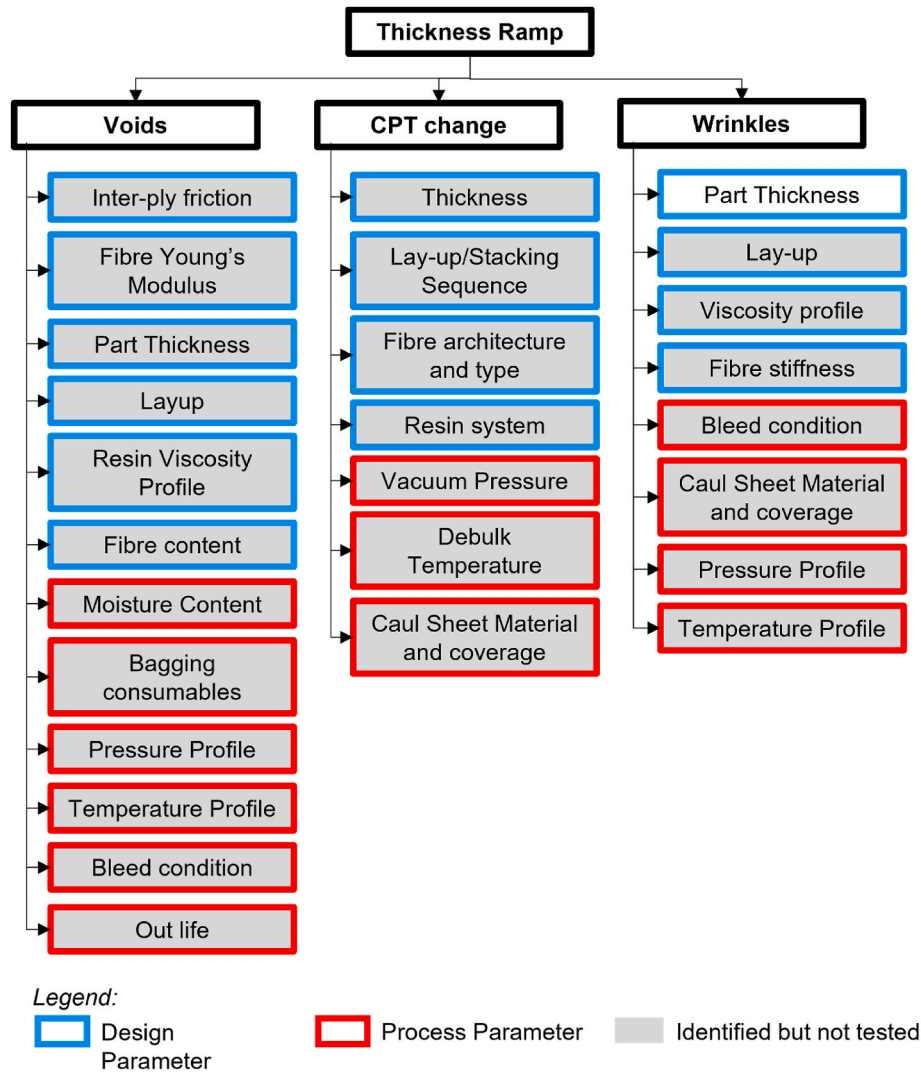 Thickness Ramp
Voids
Inter-ply friction
Fibre Young's
Modulus
Part Thickness
Layup
Resin Viscosity
Profile
Fibre content
Moisture Content
Bagging
consumables
Pressure Profile
Temperature Profile
Bleed condition
Out life
CPT change
Thickness
Lay-up/Stacking
Sequence
Fibre architecture
and type
Resin system
Vacuum Pressure
Debulk
Temperature
Caul Sheet Material
and coverage
Wrinkles
Part Thickness
Lay-up
Viscosity profile
Fibre stiffness
Bleed condition
Caul Sheet Material
and coverage
Pressure Profile
Temperature Profile
Legend:
Design
Parameter
Process Parameter
Identified but not tested